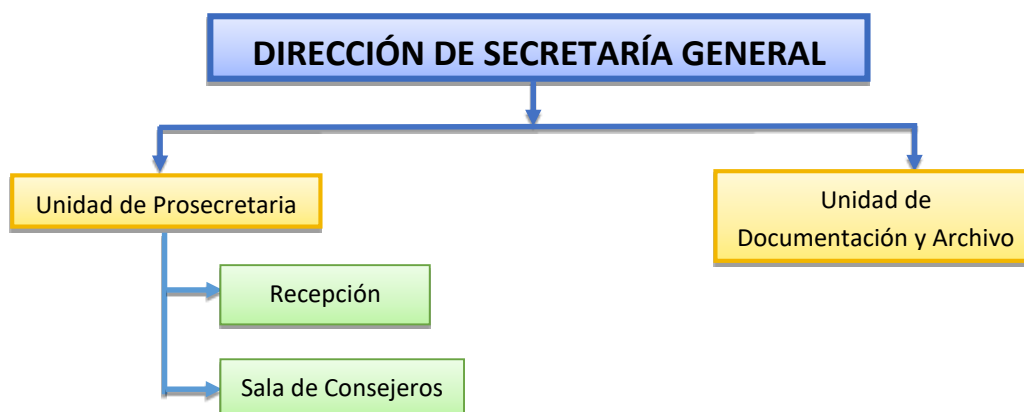 DIRECCIÓN DE SECRETARÍA GENERAL
Unidad de Prosecretaria
Unidad de
Documentación y Archivo
Recepción
Sala de Consejeros